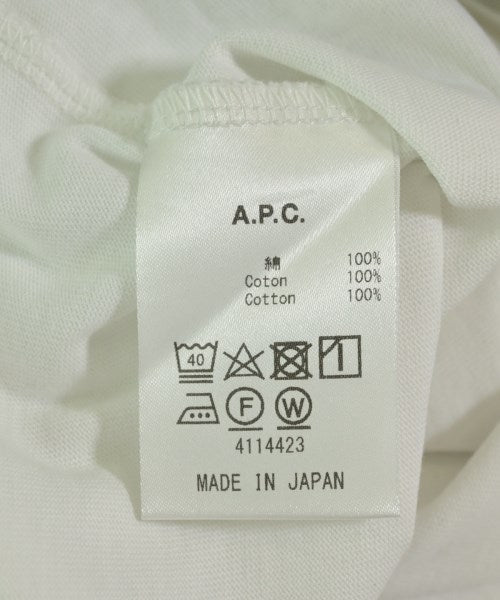 A.P.C.
綿 100%
Coton 100%
Cotton 100%
40
F W
4114423
MADE IN JAPAN